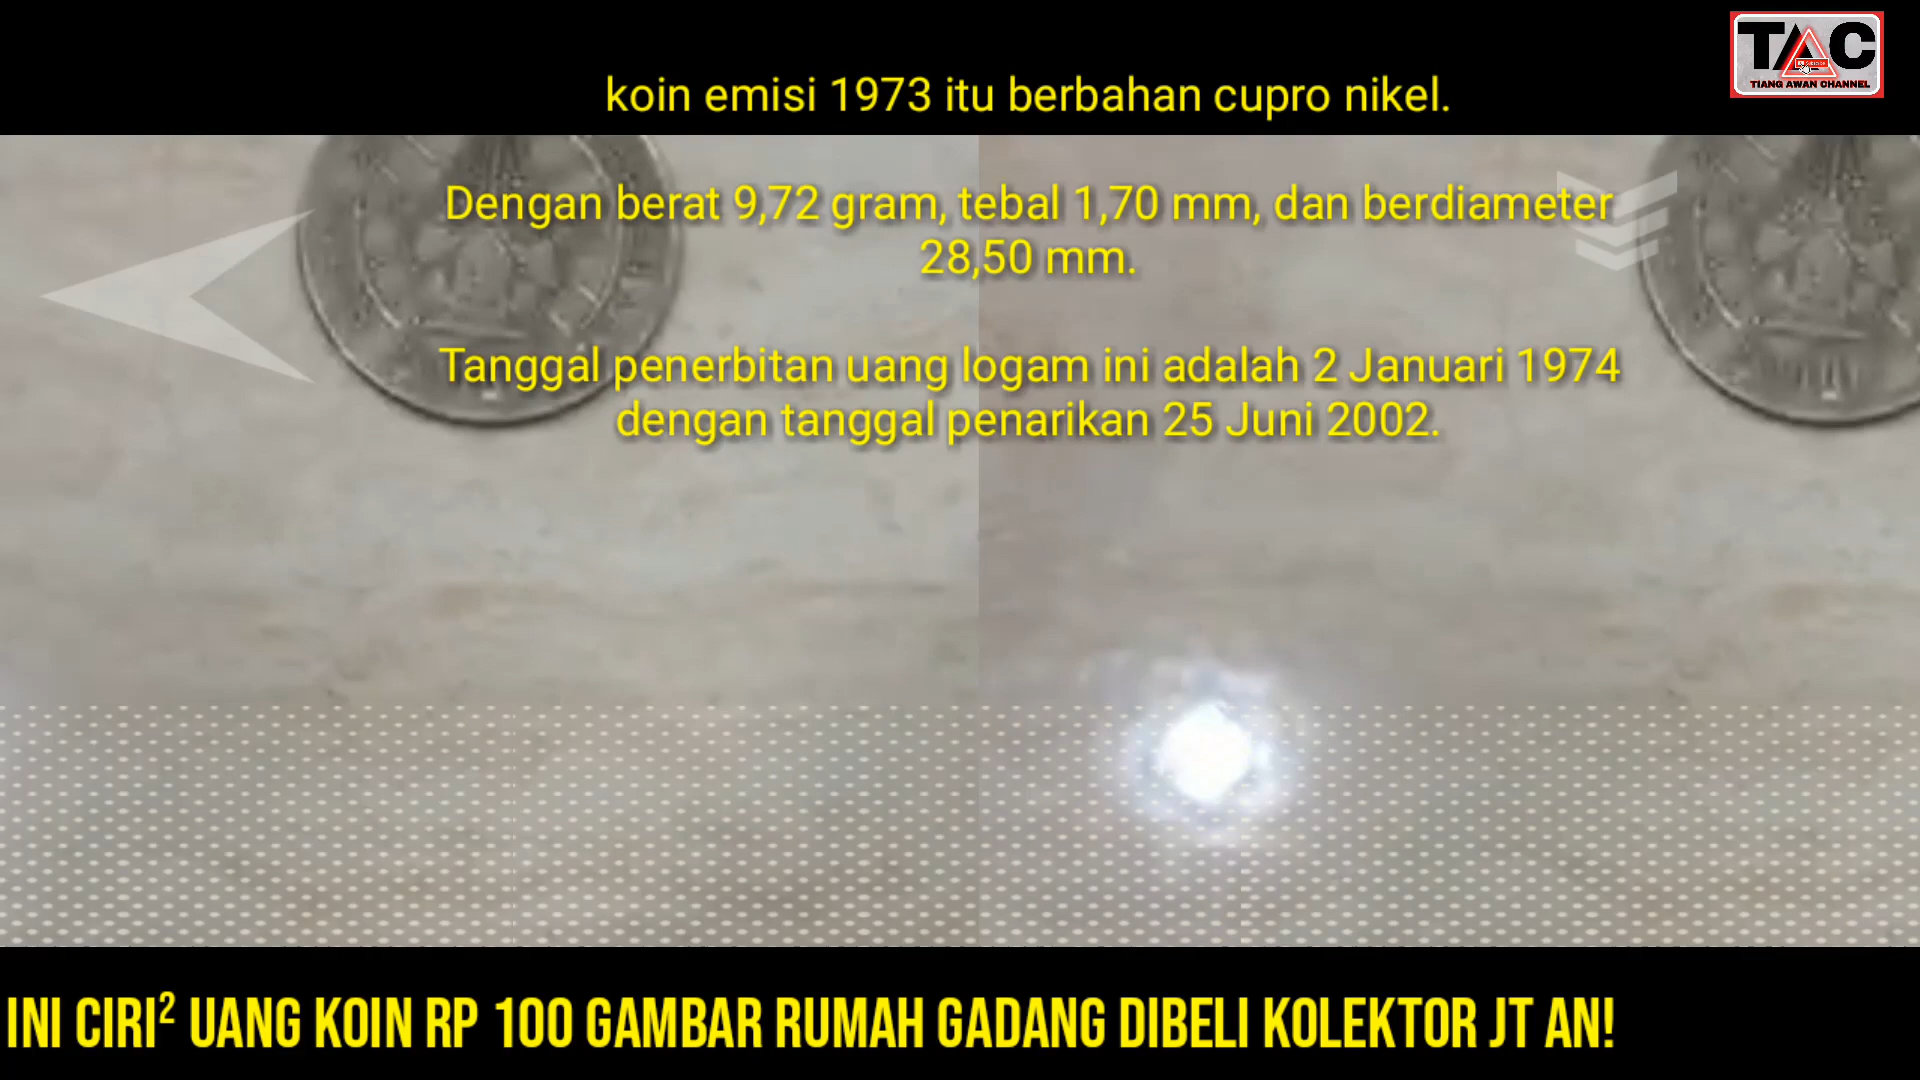 TAC
TIANG AWAN CHANNEL
koin emisi 1973 itu berbahan cupro nikel.
Dengan berat 9,72 gram, tebal 1,70 mm, dan berdiameter
28,50 mm.
Tanggal penerbitan uang logam ini adalah 2 Januari 1974
dengan tanggal penarikan 25 Juni 2002.
INI CIRI² UANG KOIN RP 100 GAMBAR RUMAH GADANG DIBELI KOLEKTOR JT AN!